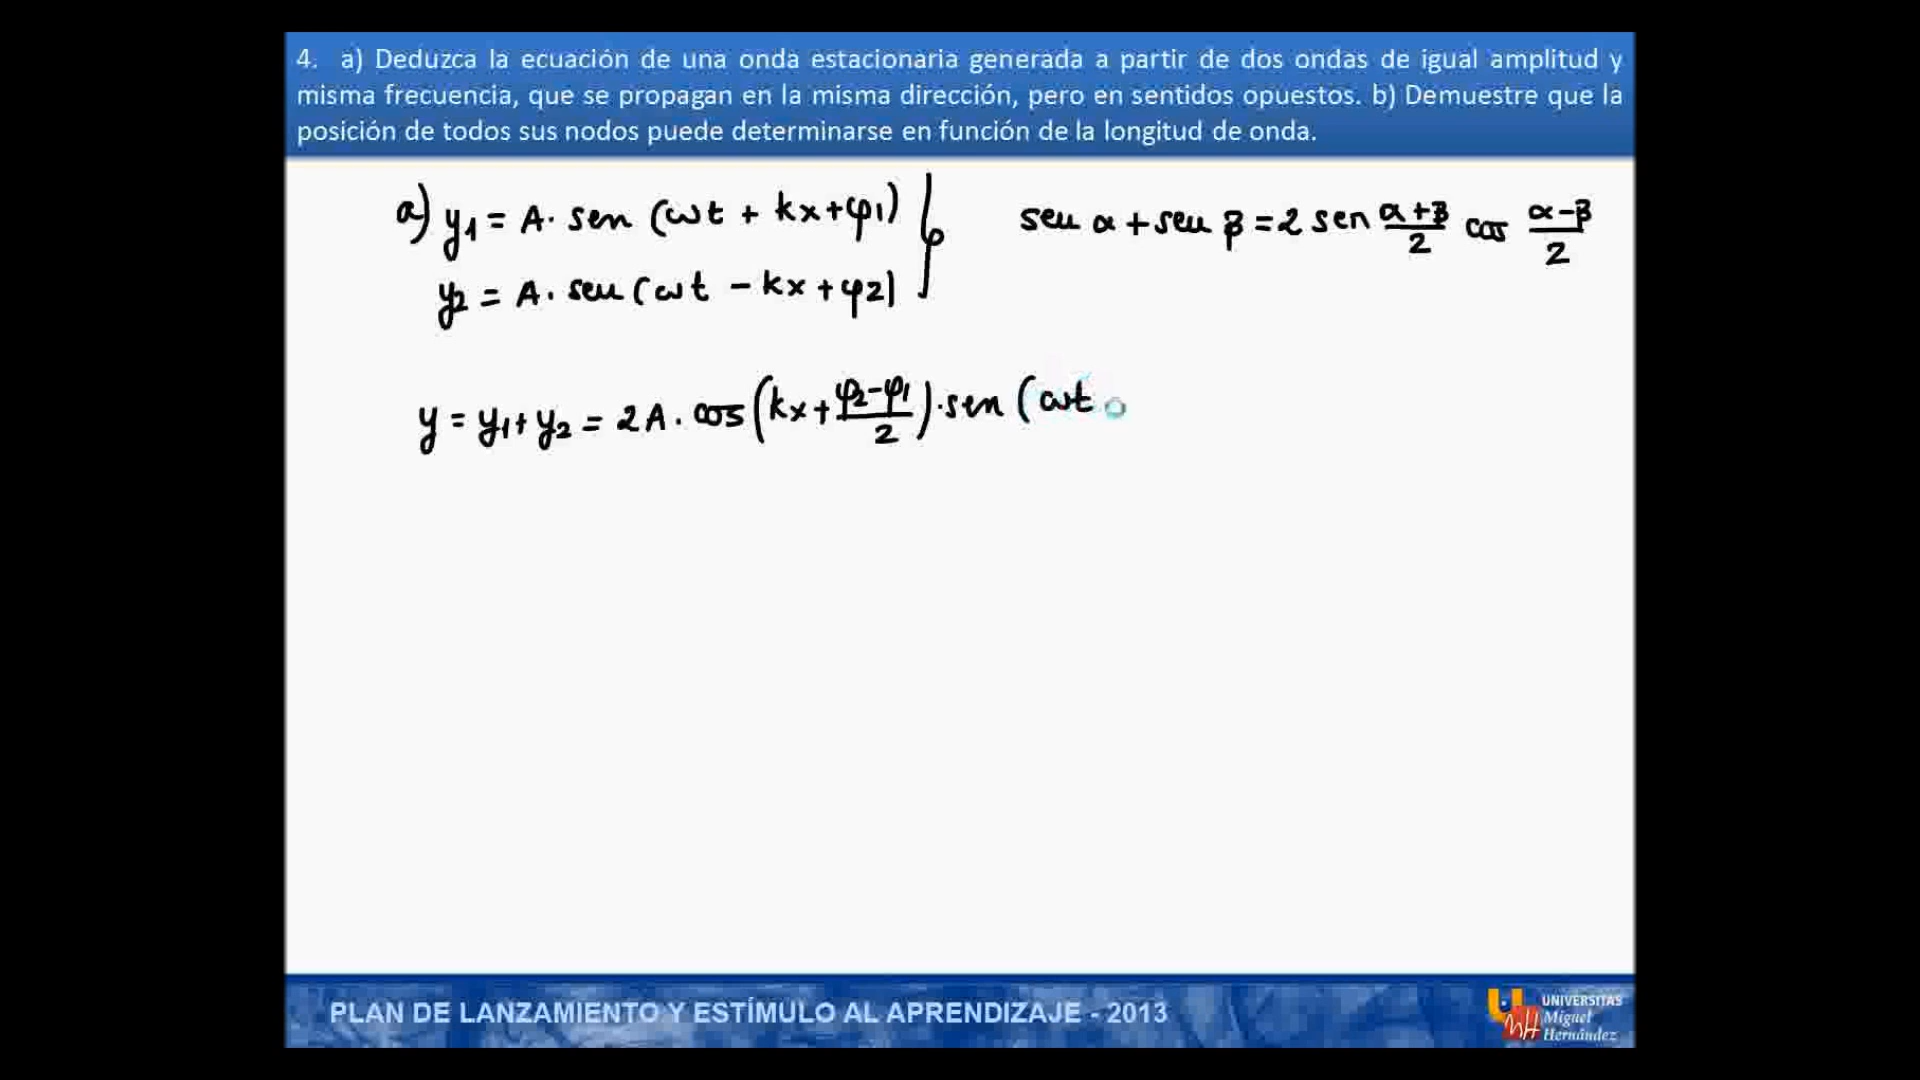 4. a) Deduzca la ecuación de una onda estacionaria generada a partir de dos ondas de igual amplitud y
misma frecuencia, que se propagan en la misma dirección, pero en sentidos opuestos. b) Demuestre que la
posición de todos sus nodos puede determinarse en función de la longitud de onda.
a) y₁ = A · sen (ωt + kx + φ₁)
y₂ = A · sen (ωt - kx + φ₂)
sen α + sen β = 2 sen (α+β)/2 cos (α-β)/2
y = y₁ + y₂ = 2A · cos (kx + (φ₂-φ₁)/2) · sen (ωt
PLAN DE LANZAMIENTO Y ESTÍMULO AL APRENDIZAJE - 2013
UNIVERSITAS
Miguel
Hernández